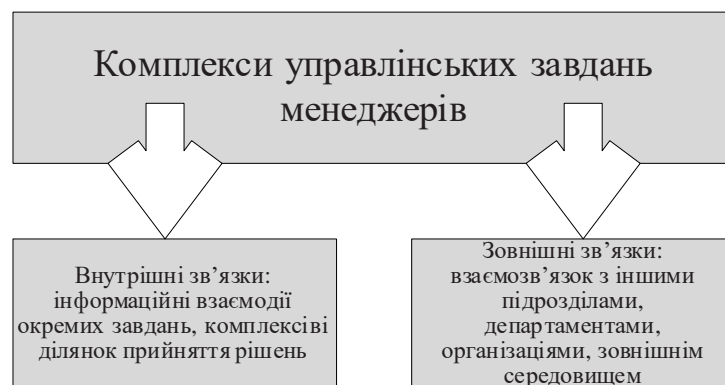 Комплекси управлінських завдань
менеджерів
Внутрішні зв’язки:
інформаційні взаємодії
окремих завдань, комплексіві
ділянок прийняття рішень
Зовнішні зв’язки:
взаємозв’язок з іншими
підрозділами,
департаментами,
організаціями, зовнішнім
середовищем